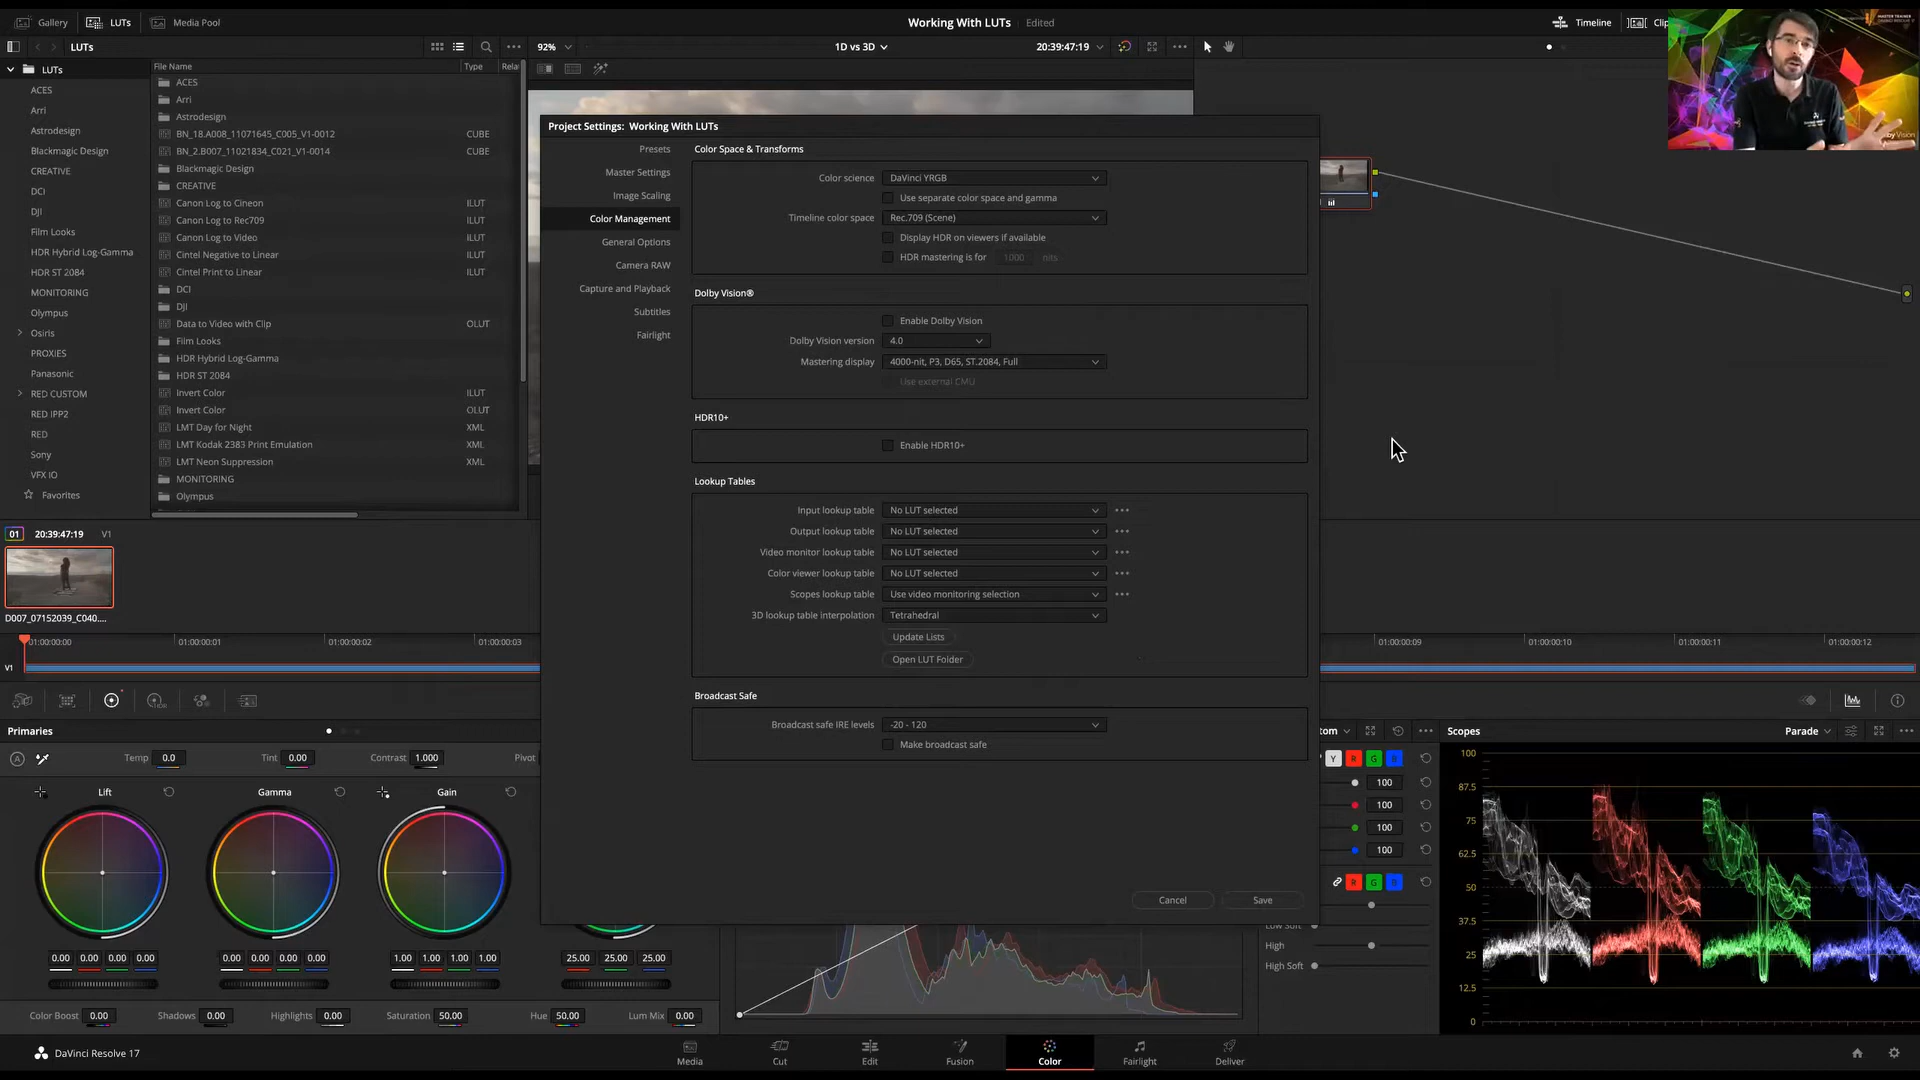 Gallery
LUTs
Media Pool
Working With LUTs
Edited
Timeline
LUTs
92%
1D vs 3D
20:39:47:19
LUTs
ACES
Arri
Astrodesign
Blackmagic Design
CREATIVE
DCI
DJI
Film Looks
HDR Hybrid Log-Gamma
HDR ST 2084
MONITORING
Olympus
Osiris
PROXIES
Panasonic
RED CUSTOM
RED IPP2
RED
Sony
VFX IO
Favorites
File Name Type Rela
ACES
Arri
Astrodesign
BN_18.A008_11071645_C005_V1-0012 CUBE
BN_2.B007_11021834_C021_V1-0014 CUBE
Blackmagic Design
CREATIVE
Canon Log to Cineon ILUT
Canon Log to Rec709 ILUT
Canon Log to Video ILUT
Cintel Negative to Linear ILUT
Cintel Print to Linear ILUT
DCI
DJI
Data to Video with Clip OLUT
Film Looks
HDR Hybrid Log-Gamma
HDR ST 2084
Invert Color ILUT
Invert Color OLUT
LMT Day for Night XML
LMT Kodak 2383 Print Emulation XML
LMT Neon Suppression XML
MONITORING
Olympus
Project Settings: Working With LUTs
Presets
Master Settings
Image Scaling
Color Management
General Options
Camera RAW
Capture and Playback
Subtitles
Fairlight
Color Space & Transforms
Color science DaVinci YRGB
Use separate color space and gamma
Timeline color space Rec.709 (Scene)
Display HDR on viewers if available
HDR mastering is for 1000 nits
Dolby Vision®
Enable Dolby Vision
Dolby Vision version 4.0
Mastering display 4000-nit, P3, D65, ST.2084, Full
Use external CMU
HDR10+
Enable HDR10+
Lookup Tables
Input lookup table No LUT selected
Output lookup table No LUT selected
Video monitor lookup table No LUT selected
Color viewer lookup table No LUT selected
Scopes lookup table Use video monitoring selection
3D lookup table interpolation Tetrahedral
Update Lists
Open LUT Folder
Broadcast Safe
Broadcast safe IRE levels -20 - 120
Make broadcast safe
Cancel
Save
01 20:39:47:19 V1
D007_07152039_C040....
01:00:00:00 01:00:00:01 01:00:00:02 01:00:00:03 01:00:00:09 01:00:00:10 01:00:00:11 01:00:00:12
V1
Primaries
Temp 0.0 Tint 0.00 Contrast 1.000 Pivot
Lift Gamma Gain
0.00 0.00 0.00 0.00
0.00 0.00 0.00 0.00
1.00 1.00 1.00 1.00
25.00 25.00 25.00
Color Boost 0.00 Shadows 0.00 Highlights 0.00 Saturation 50.00 Hue 50.00 Lum Mix 0.00
Y R G B
100
100
100
100
R G B
Low Soft
High
High Soft
Scopes
Parade
100
87.5
75
62.5
50
37.5
25
12.5
0
DaVinci Resolve 17
Media
Cut
Edit
Fusion
Color
Fairlight
Deliver